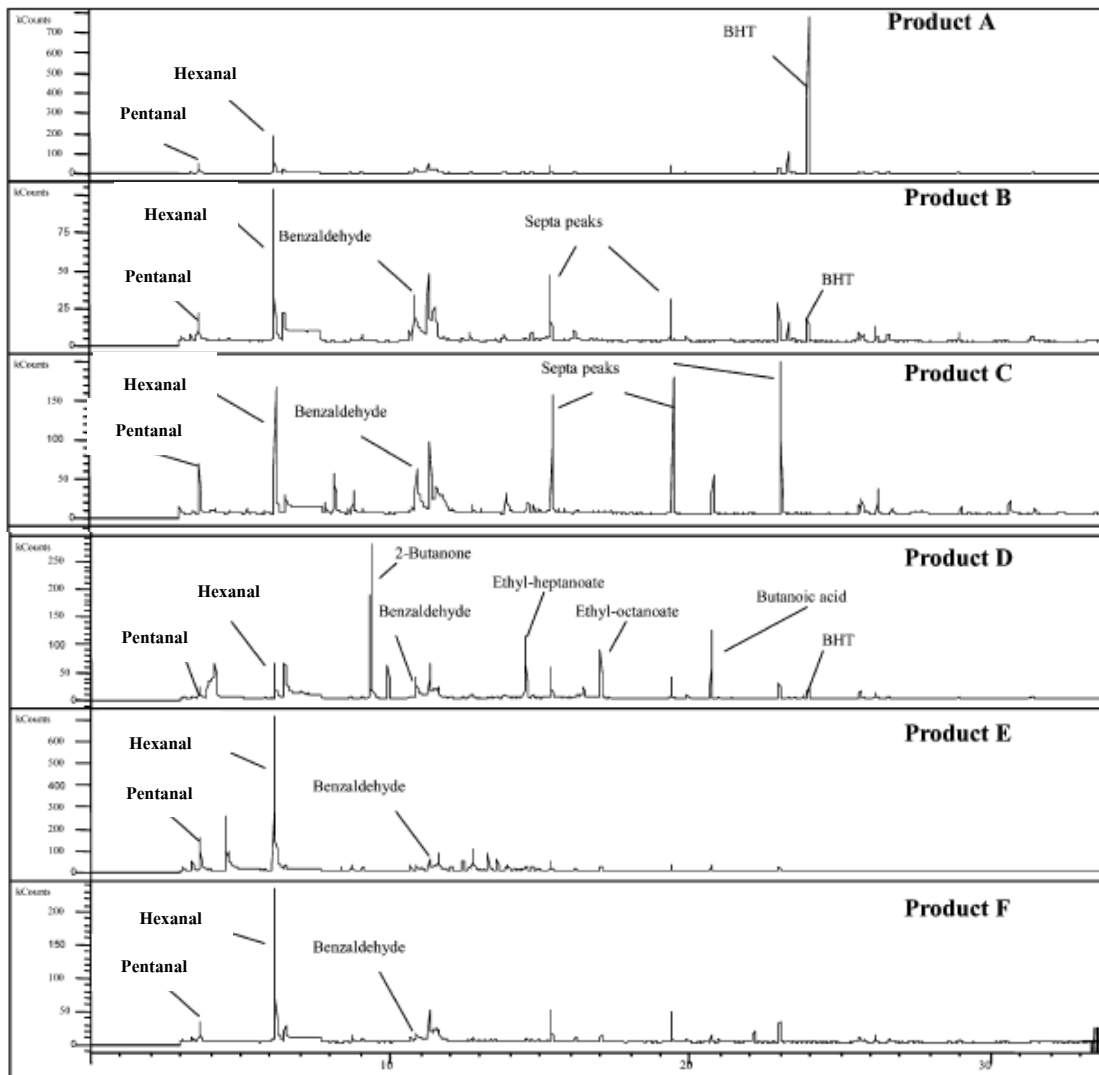 kCounts
Product A
BHT
700
600
Hexanal
500
400
300
Pentanal
200
100
0
kCounts
Product B
Hexanal
Septa peaks
75
Benzaldehyde
50
Pentanal
BHT
25
0
kCounts
Product C
Septa peaks
Hexanal
150
Benzaldehyde
100
Pentanal
50
0
kCounts
Product D
250
2-Butanone
Ethyl-heptanoate
200
Hexanal
Butanoic acid
150
Benzaldehyde
Ethyl-octanoate
Pentanal
100
BHT
50
0
kCounts
Product E
600
Hexanal
500
400
Benzaldehyde
Pentanal
300
200
100
0
kCounts
Product F
200
Hexanal
150
Benzaldehyde
Pentanal
100
50
0
10
20
30